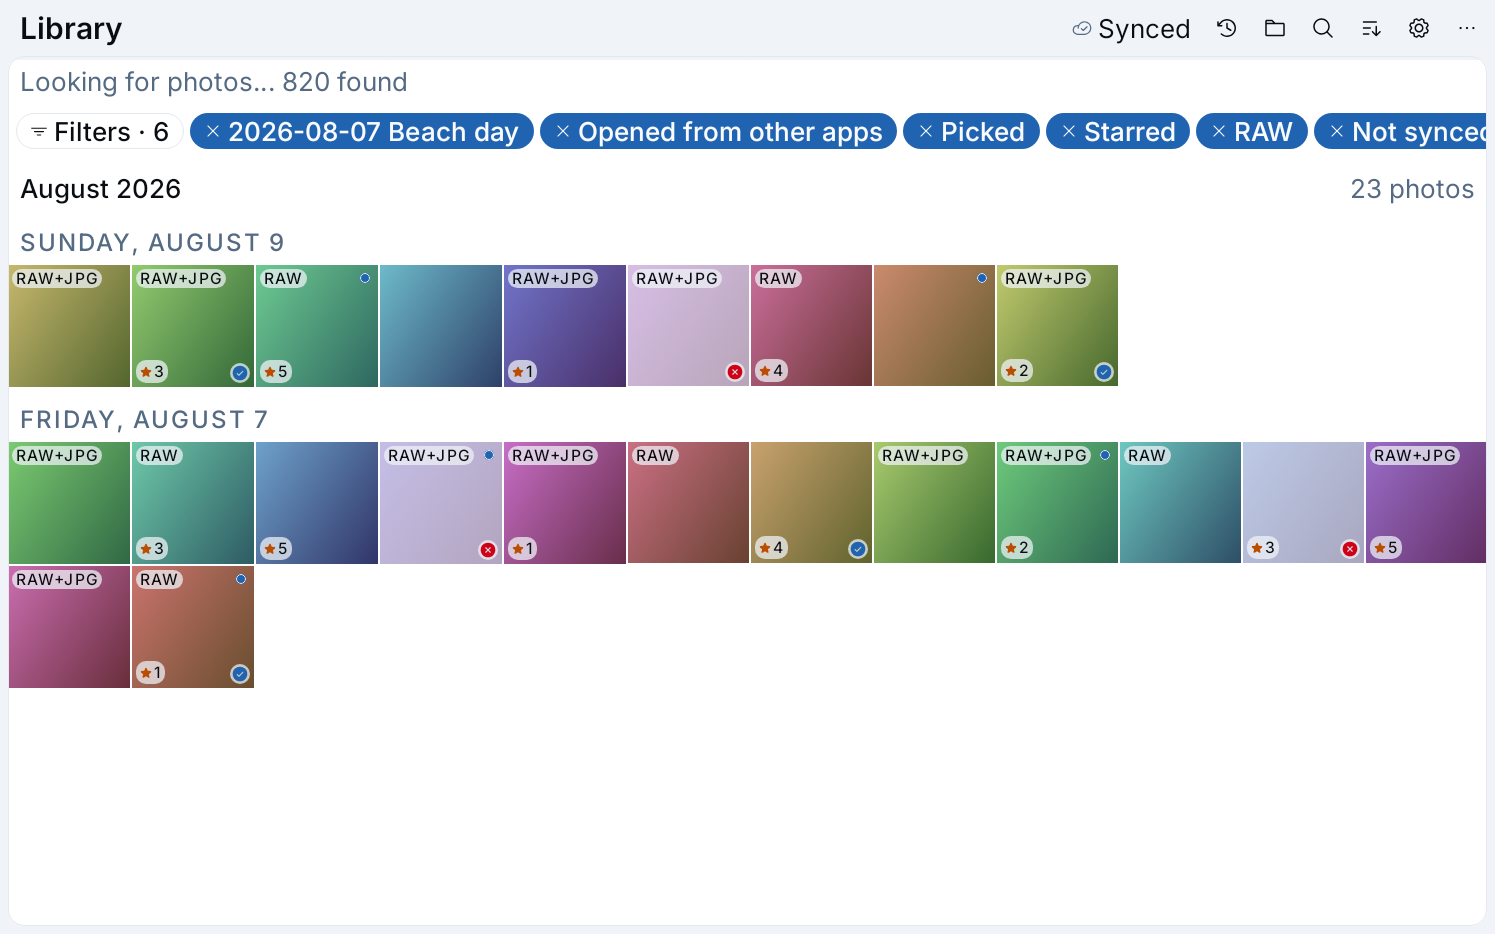 Library
Synced
Looking for photos... 820 found
Filters · 6
2026-08-07 Beach day
Opened from other apps
Picked
Starred
RAW
Not synced
August 2026
23 photos
SUNDAY, AUGUST 9
RAW+JPG
RAW+JPG
RAW
RAW+JPG
RAW+JPG
RAW
RAW+JPG
3
5
1
4
2
FRIDAY, AUGUST 7
RAW+JPG
RAW
RAW+JPG
RAW+JPG
RAW
RAW+JPG
RAW+JPG
RAW
RAW+JPG
3
5
1
4
2
3
5
RAW+JPG
RAW
1